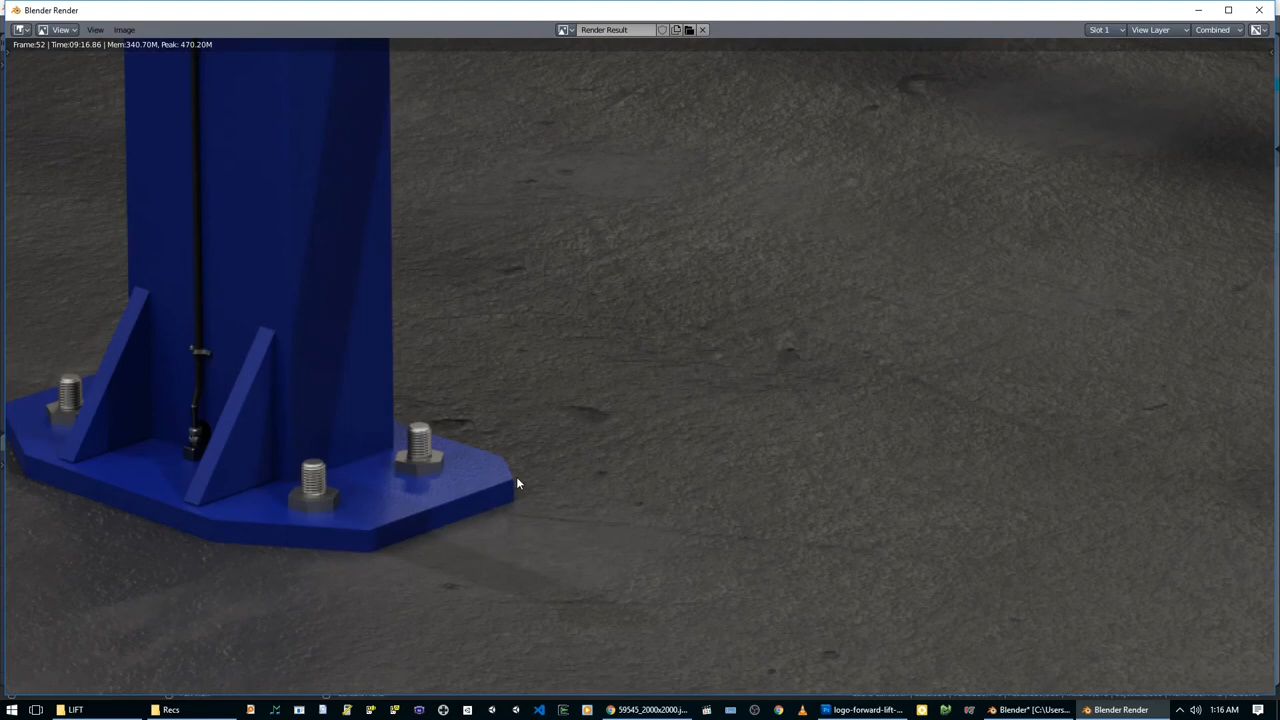 Blender Render
View View Image Render Result Slot 1 View Layer Combined
Frame:52 | Time:09:16.86 | Mem:340.70M, Peak: 470.20M
LIFT Recs 59545_2000x2000.j... logo-forward-lift-... Blender* [C:\Users... Blender Render 1:16 AM